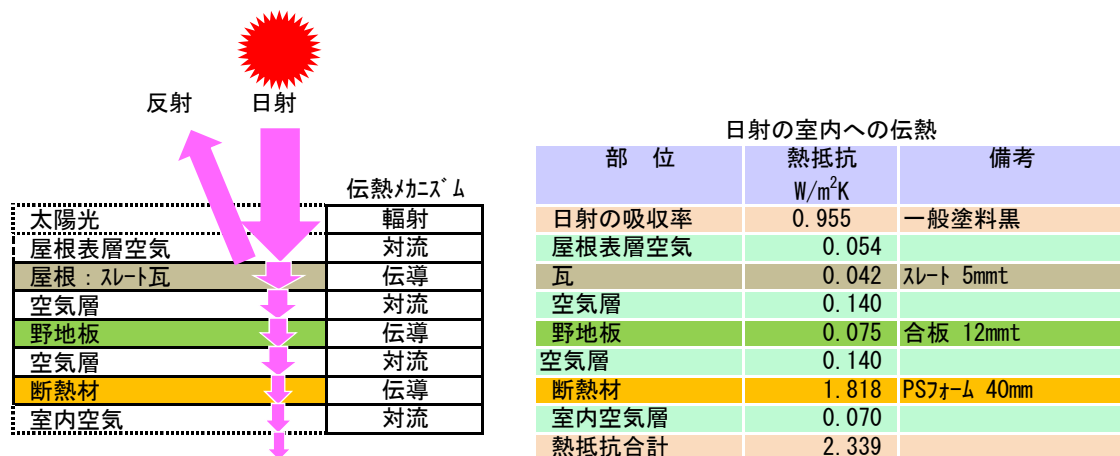 反射 日射
伝熱ﾒｶﾆｽﾞﾑ
太陽光 輻射
屋根表層空気 対流
屋根：ｽﾚｰﾄ瓦 伝導
空気層 対流
野地板 伝導
空気層 対流
断熱材 伝導
室内空気 対流
日射の室内への伝熱
部　位 熱抵抗 備考
W/m²K
日射の吸収率 0.955 一般塗料黒
屋根表層空気 0.054
瓦 0.042 ｽﾚｰﾄ 5mmt
空気層 0.140
野地板 0.075 合板 12mmt
空気層 0.140
断熱材 1.818 PSﾌｫｰﾑ 40mm
室内空気層 0.070
熱抵抗合計 2.339